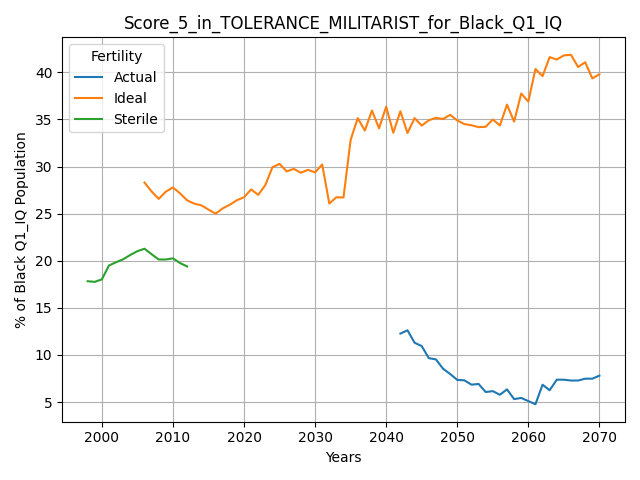 Score_5_in_TOLERANCE_MILITARIST_for_Black_Q1_IQ
Fertility
Actual
Ideal
Sterile
% of Black Q1_IQ Population
40
35
30
25
20
15
10
5
2000 2010 2020 2030 2040 2050 2060 2070
Years